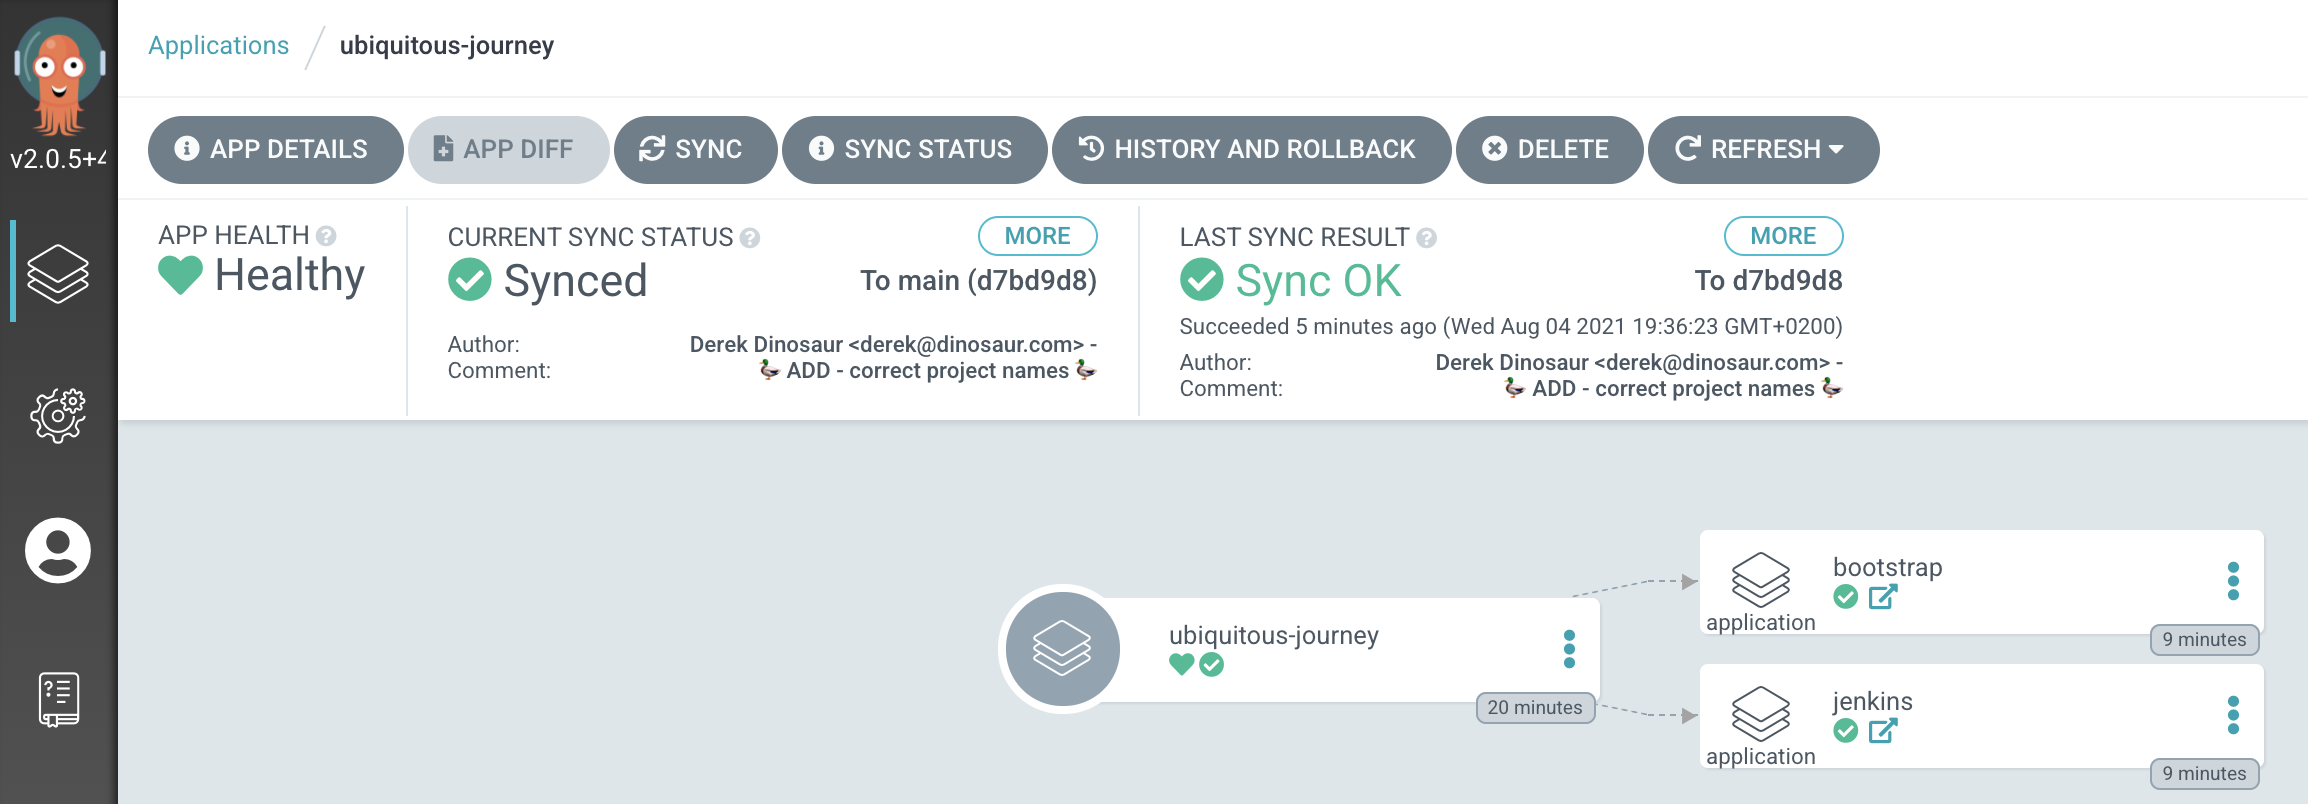 Applications / ubiquitous-journey
v2.0.5+4
APP DETAILS
APP DIFF
SYNC
SYNC STATUS
HISTORY AND ROLLBACK
DELETE
REFRESH
APP HEALTH
Healthy
CURRENT SYNC STATUS
MORE
Synced
To main (d7bd9d8)
Author: Derek Dinosaur <derek@dinosaur.com> -
Comment: 🦆 ADD - correct project names 🦆
LAST SYNC RESULT
MORE
Sync OK
To d7bd9d8
Succeeded 5 minutes ago (Wed Aug 04 2021 19:36:23 GMT+0200)
Author: Derek Dinosaur <derek@dinosaur.com> -
Comment: 🦆 ADD - correct project names 🦆
ubiquitous-journey
20 minutes
bootstrap
application
9 minutes
jenkins
application
9 minutes